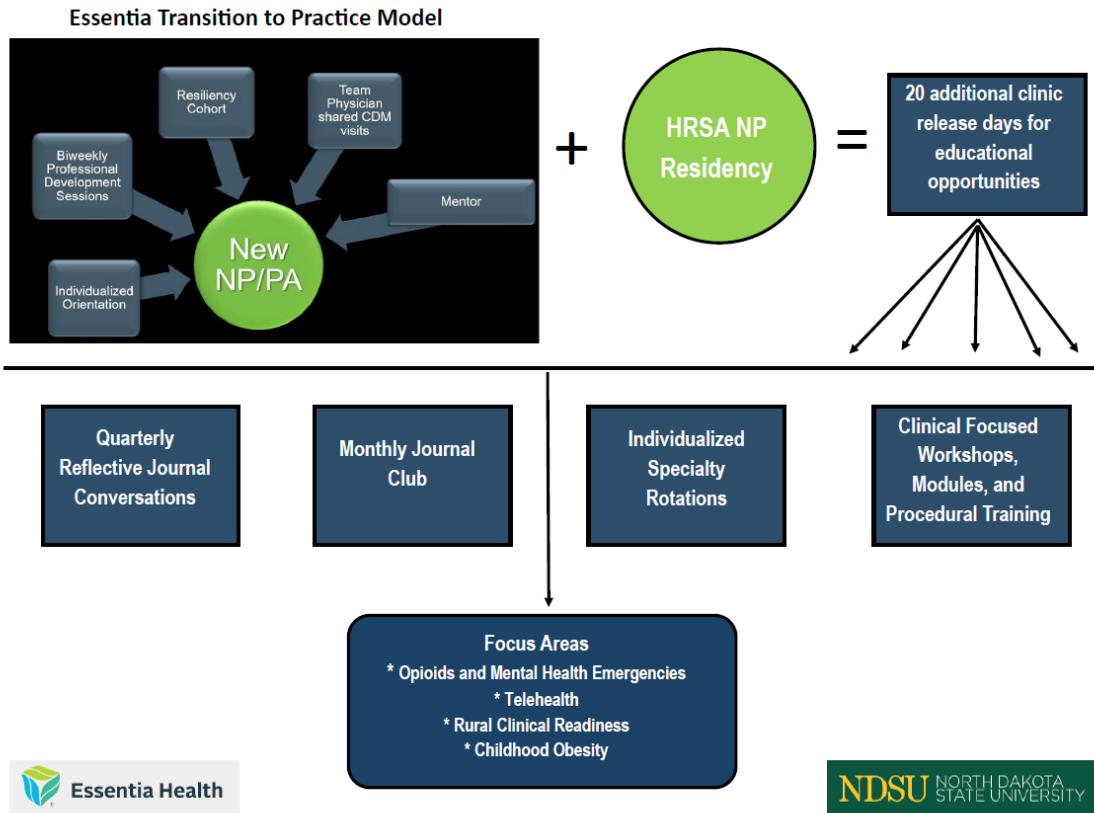 Essentia Transition to Practice Model
Resiliency
Cohort
Team
Physician
shared CDM
visits
Biweekly
Professional
Development
Sessions
Mentor
New
NP/PA
Individualized
Orientation
+
HRSA NP
Residency
=
20 additional clinic
release days for
educational
opportunities
Quarterly
Reflective Journal
Conversations
Monthly Journal
Club
Individualized
Specialty
Rotations
Clinical Focused
Workshops,
Modules, and
Procedural Training
Focus Areas
* Opioids and Mental Health Emergencies
* Telehealth
* Rural Clinical Readiness
* Childhood Obesity
Essentia Health
NDSU NORTH DAKOTA
STATE UNIVERSITY